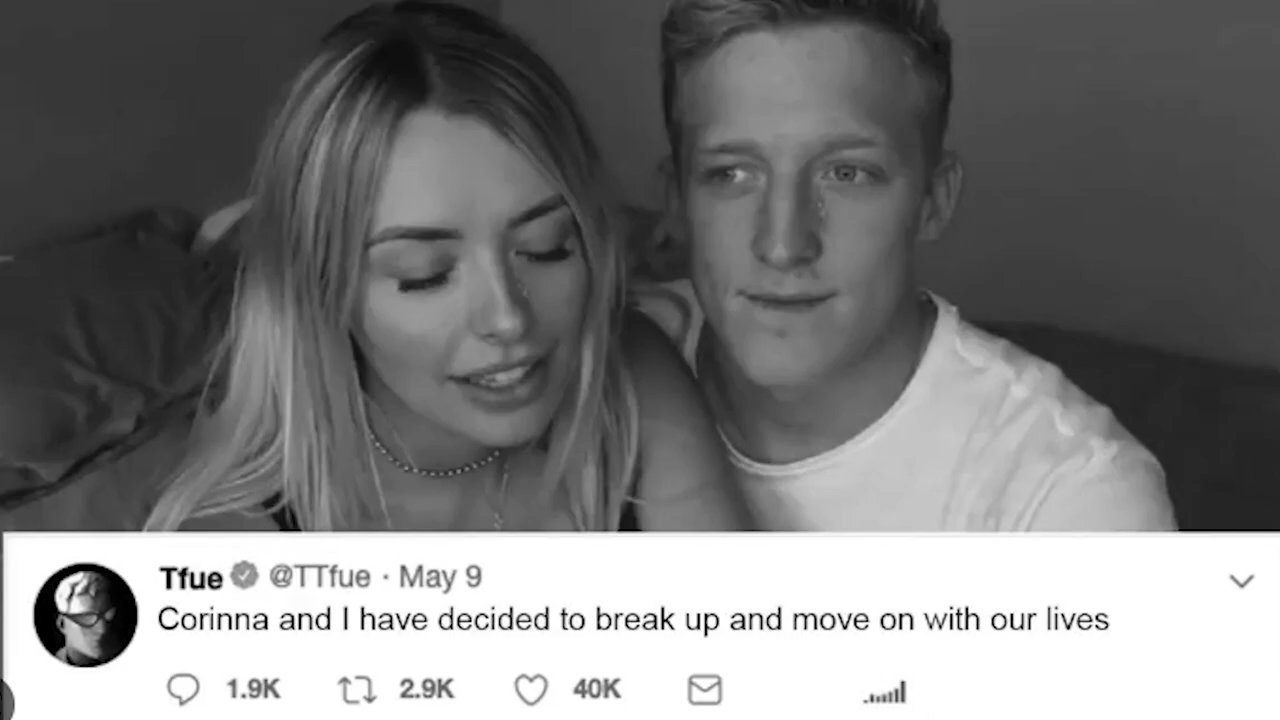 Tfue @TTfue · May 9
Corinna and I have decided to break up and move on with our lives
1.9K 2.9K 40K